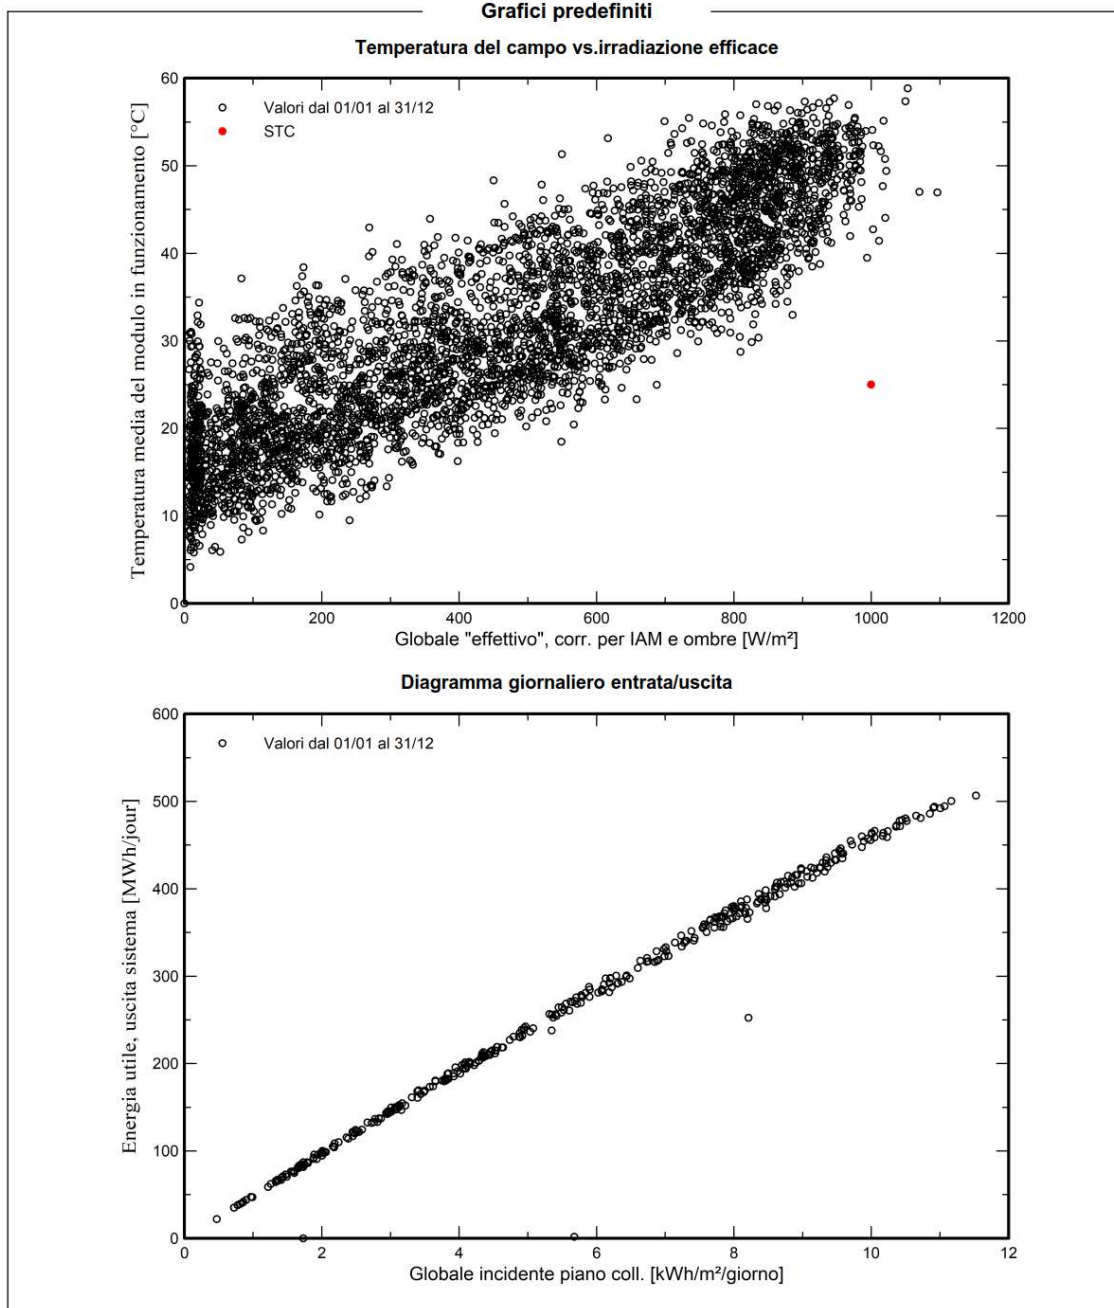 Grafici predefiniti
Temperatura del campo vs.irradiazione efficace
60
50
40
30
20
10
0
Temperatura media del modulo in funzionamento [°C]
Valori dal 01/01 al 31/12
STC
0 200 400 600 800 1000 1200
Globale "effettivo", corr. per IAM e ombre [W/m²]
Diagramma giornaliero entrata/uscita
600
500
400
300
200
100
0
Energia utile, uscita sistema [MWh/jour]
Valori dal 01/01 al 31/12
0 2 4 6 8 10 12
Globale incidente piano coll. [kWh/m²/giorno]